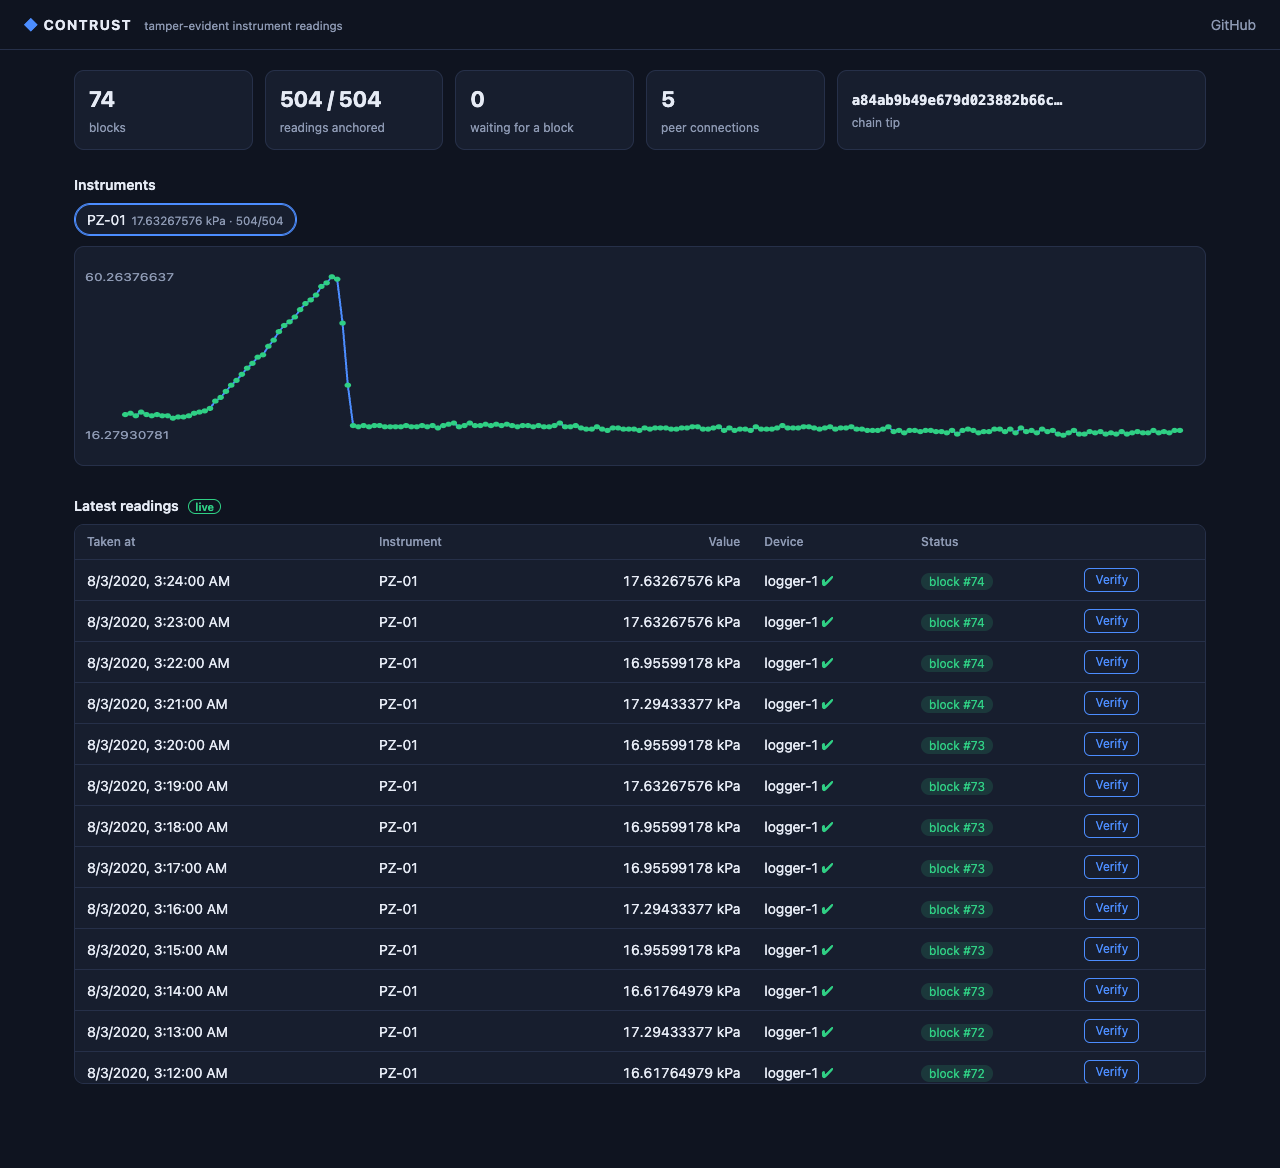 CONTRUST tamper-evident instrument readings GitHub
74
blocks
504 / 504
readings anchored
0
waiting for a block
5
peer connections
a84ab9b49e679d023882b66c…
chain tip
Instruments
PZ-01 17.63267576 kPa · 504/504
60.26376637
16.27930781
Latest readings live
Taken at Instrument Value Device Status
8/3/2020, 3:24:00 AM PZ-01 17.63267576 kPa logger-1 ✔ block #74 Verify
8/3/2020, 3:23:00 AM PZ-01 17.63267576 kPa logger-1 ✔ block #74 Verify
8/3/2020, 3:22:00 AM PZ-01 16.95599178 kPa logger-1 ✔ block #74 Verify
8/3/2020, 3:21:00 AM PZ-01 17.29433377 kPa logger-1 ✔ block #74 Verify
8/3/2020, 3:20:00 AM PZ-01 16.95599178 kPa logger-1 ✔ block #73 Verify
8/3/2020, 3:19:00 AM PZ-01 17.63267576 kPa logger-1 ✔ block #73 Verify
8/3/2020, 3:18:00 AM PZ-01 16.95599178 kPa logger-1 ✔ block #73 Verify
8/3/2020, 3:17:00 AM PZ-01 16.95599178 kPa logger-1 ✔ block #73 Verify
8/3/2020, 3:16:00 AM PZ-01 17.29433377 kPa logger-1 ✔ block #73 Verify
8/3/2020, 3:15:00 AM PZ-01 16.95599178 kPa logger-1 ✔ block #73 Verify
8/3/2020, 3:14:00 AM PZ-01 16.61764979 kPa logger-1 ✔ block #73 Verify
8/3/2020, 3:13:00 AM PZ-01 17.29433377 kPa logger-1 ✔ block #72 Verify
8/3/2020, 3:12:00 AM PZ-01 16.61764979 kPa logger-1 ✔ block #72 Verify